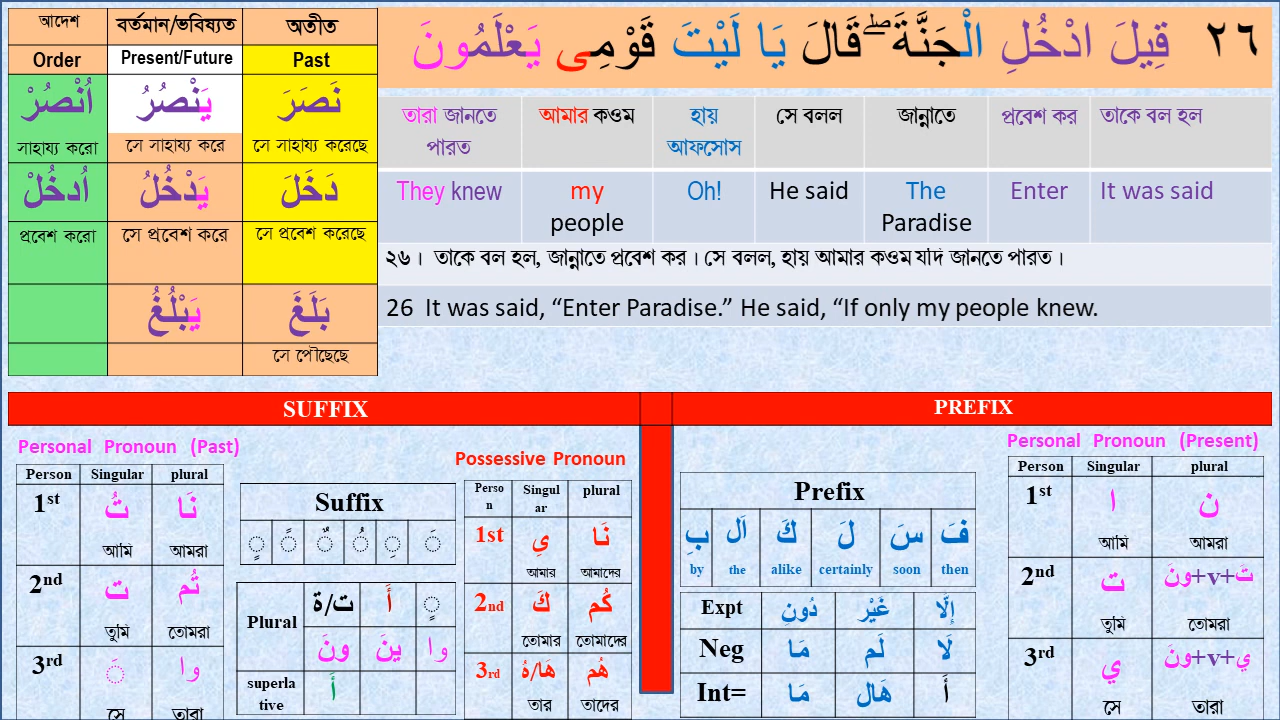 আদেশ বর্তমান/ভবিষ্যত অতীত
Order Present/Future Past
اُنْصُرْ يَنْصُرُ نَصَرَ
সাহায্য করো সে সাহায্য করে সে সাহায্য করেছে
اُدخُلْ يَدْخُلُ دَخَلَ
প্রবেশ করো সে প্রবেশ করে সে প্রবেশ করেছে
يَبْلُغُ بَلَغَ
সে পৌছেছে
٢٦ قِيلَ ادْخُلِ الْجَنَّةَ ۖ قَالَ يَا لَيْتَ قَوْمِى يَعْلَمُونَ
তারা জানতে পারত আমার কওম হায় আফসোস সে বলল জান্নাতে প্রবেশ কর তাকে বল হল
They knew my people Oh! He said The Paradise Enter It was said
২৬। তাকে বল হল, জান্নাতে প্রবেশ কর। সে বলল, হায় আমার কওম যদি জানতে পারত।
26 It was said, “Enter Paradise.” He said, “If only my people knew.
SUFFIX
Personal Pronoun (Past)
Person Singular plural
1st تُ نَا
আমি আমরা
2nd ت تُم
তুমি তোমরা
3rd َ وا
সে তারা
Suffix
ٍ ً ٌ ُ ِ َ
Plural ت/ة أَ ٍ
ونَ ينَ وا
superlative أَ
Possessive Pronoun
Person Singular plural
1st يِ نَا
আমার আমাদের
2nd كَ كُم
তোমার তোমাদের
3rd هَا/هُ هُم
তার তাদের
PREFIX
Prefix
بِ اَل كَ لَ سَ فَ
by the alike certainly soon then
Expt دُونِ غَيْر إِلَّا
Neg مَا لَم لَا
Int= مَا هَال أَ
Personal Pronoun (Present)
Person Singular plural
1st ا ن
আমি আমরা
2nd ت تَ+v+ونَ
তুমি তোমরা
3rd ي ي+v+ونَ
সে তারা